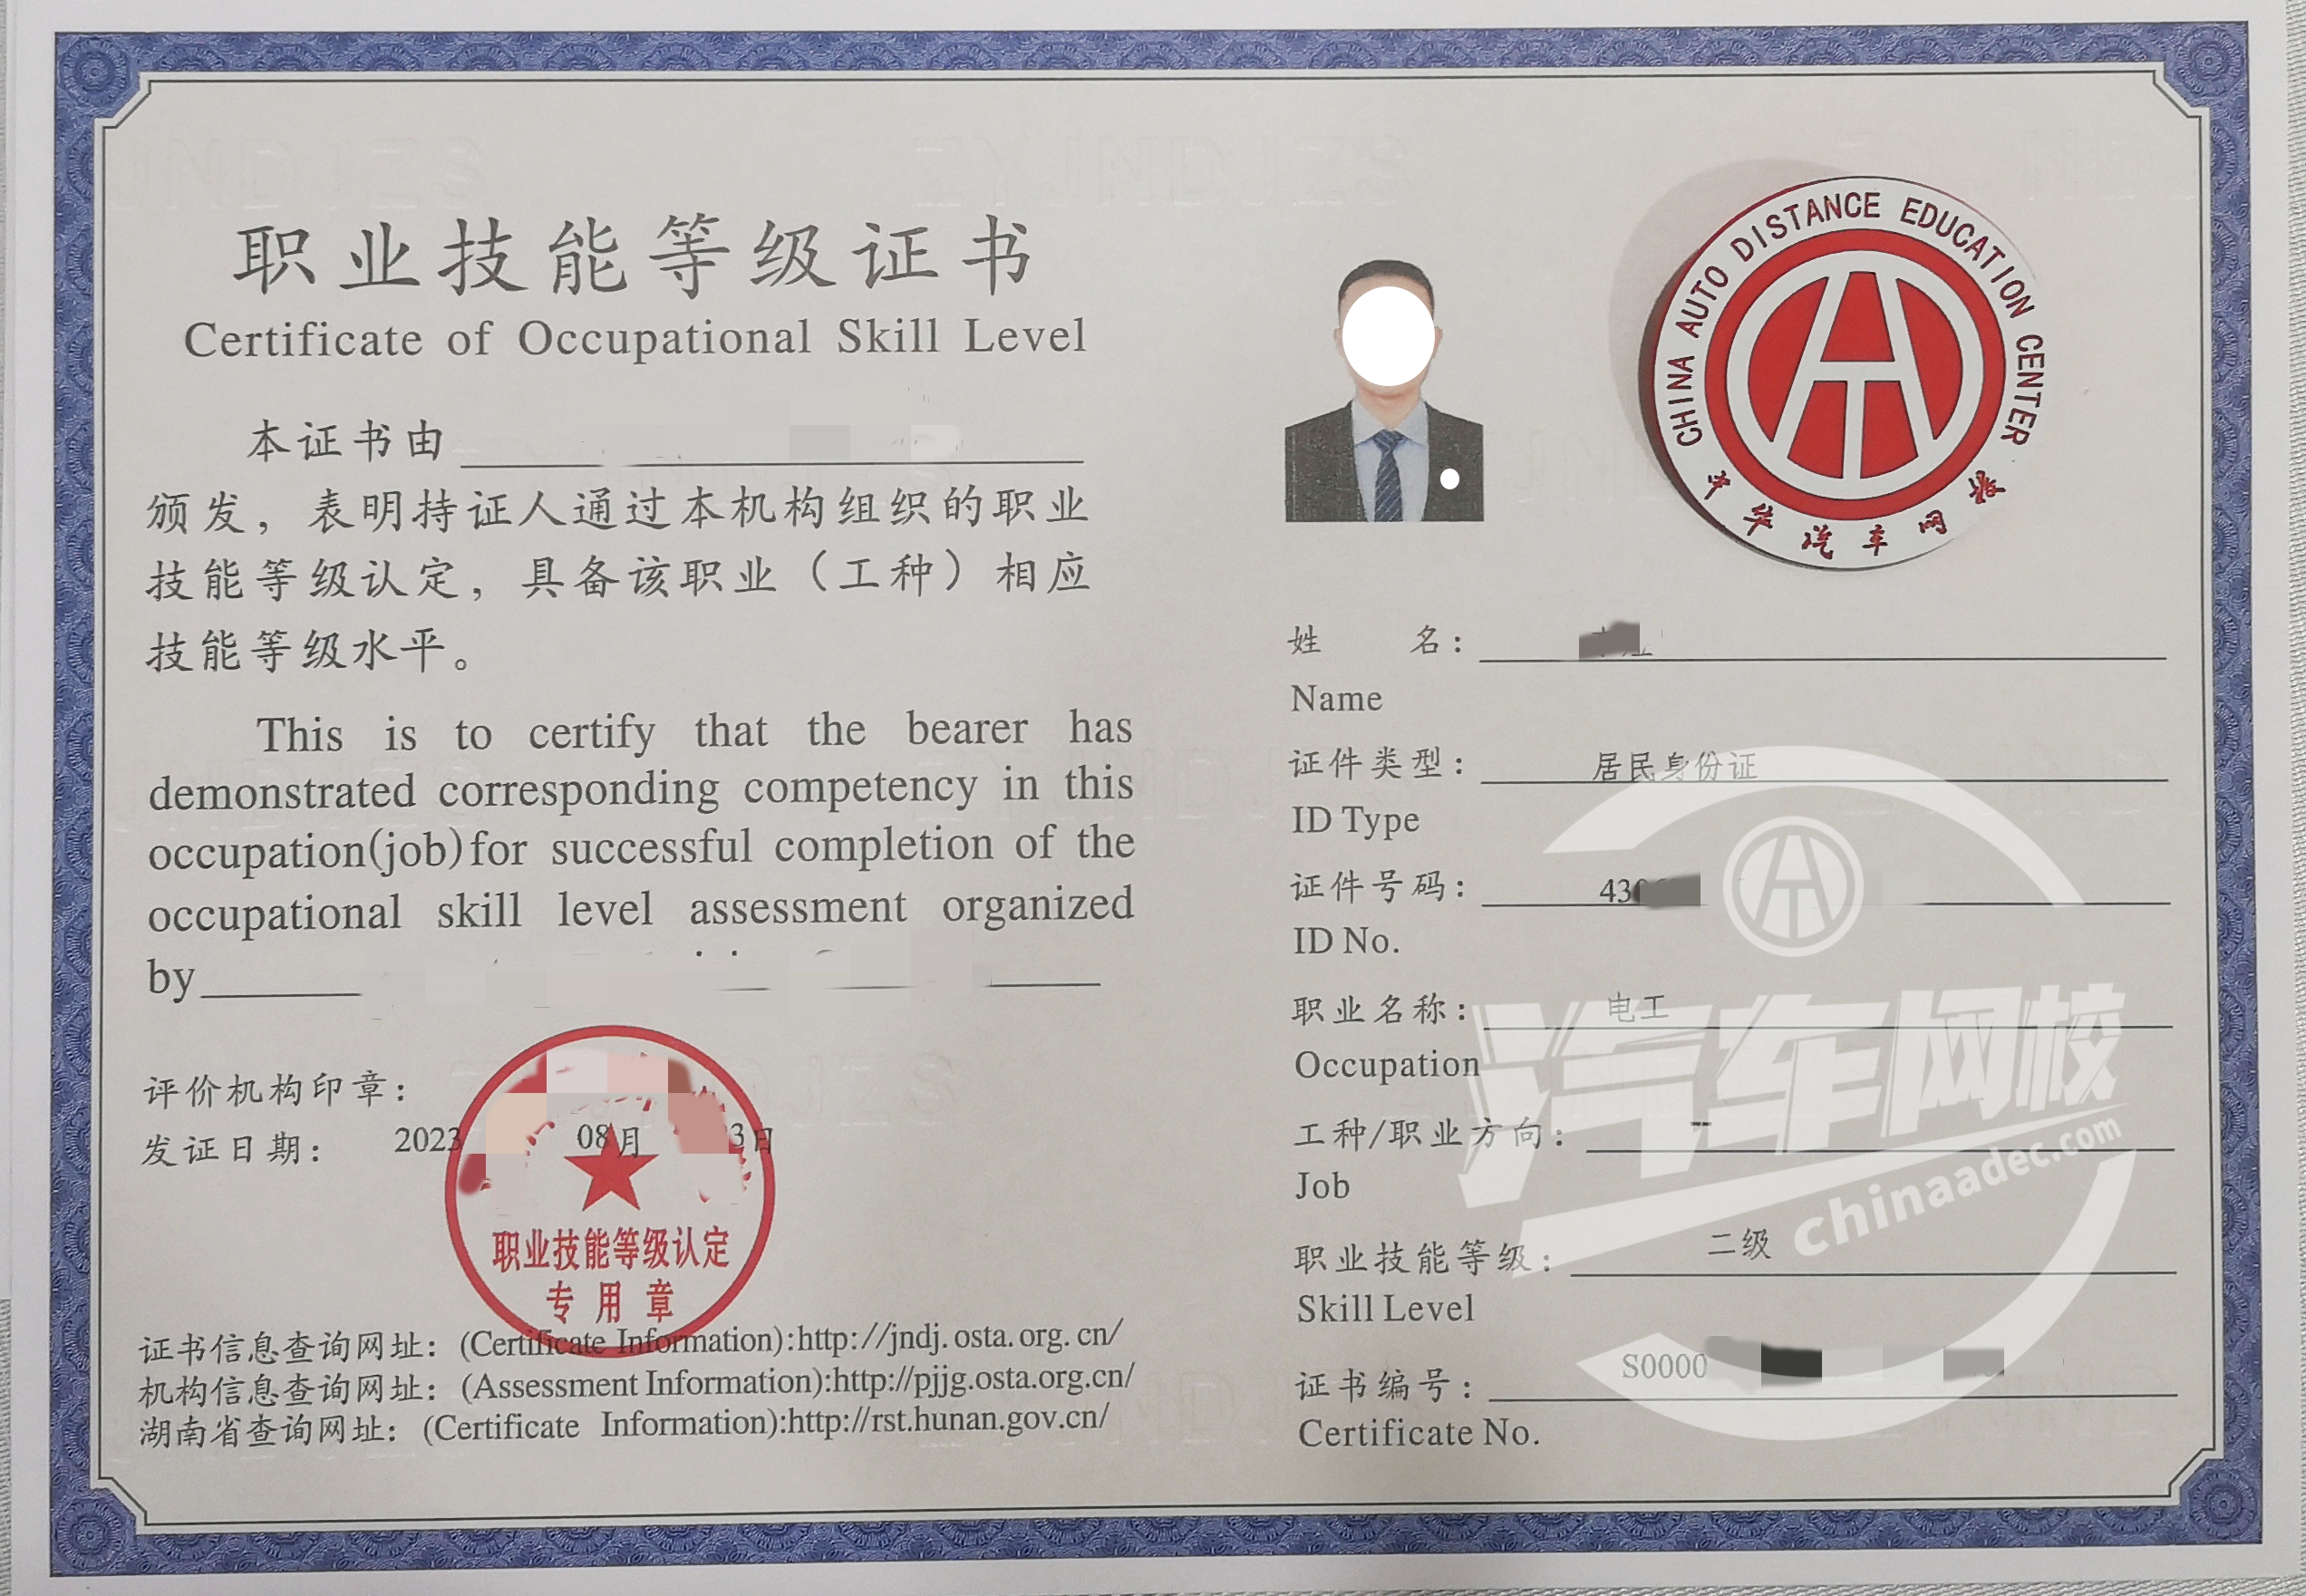 职业技能等级证书
Certificate of Occupational Skill Level
本证书由
颁发，表明持证人通过本机构组织的职业
技能等级认定，具备该职业（工种）相应
技能等级水平。
This is to certify that the bearer has
demonstrated corresponding competency in this
occupation(job)for successful completion of the
occupational skill level assessment organized
by
评价机构印章：
发证日期： 2023 08月 3日
职业技能等级认定
专用章
证书信息查询网址：(Certificate Information):http://jndj.osta.org.cn/
机构信息查询网址：(Assessment Information):http://pjjg.osta.org.cn/
湖南省查询网址：(Certificate Information):http://rst.hunan.gov.cn/
CHINA AUTO DISTANCE EDUCATION CENTER
中华汽车网校
姓 名：
Name
证件类型： 居民身份证
ID Type
证件号码： 430
ID No.
职业名称： 电工
Occupation
工种/职业方向： --
Job
职业技能等级： 二级
Skill Level
证书编号： S0000
Certificate No.
汽车网校
chinaadec.com